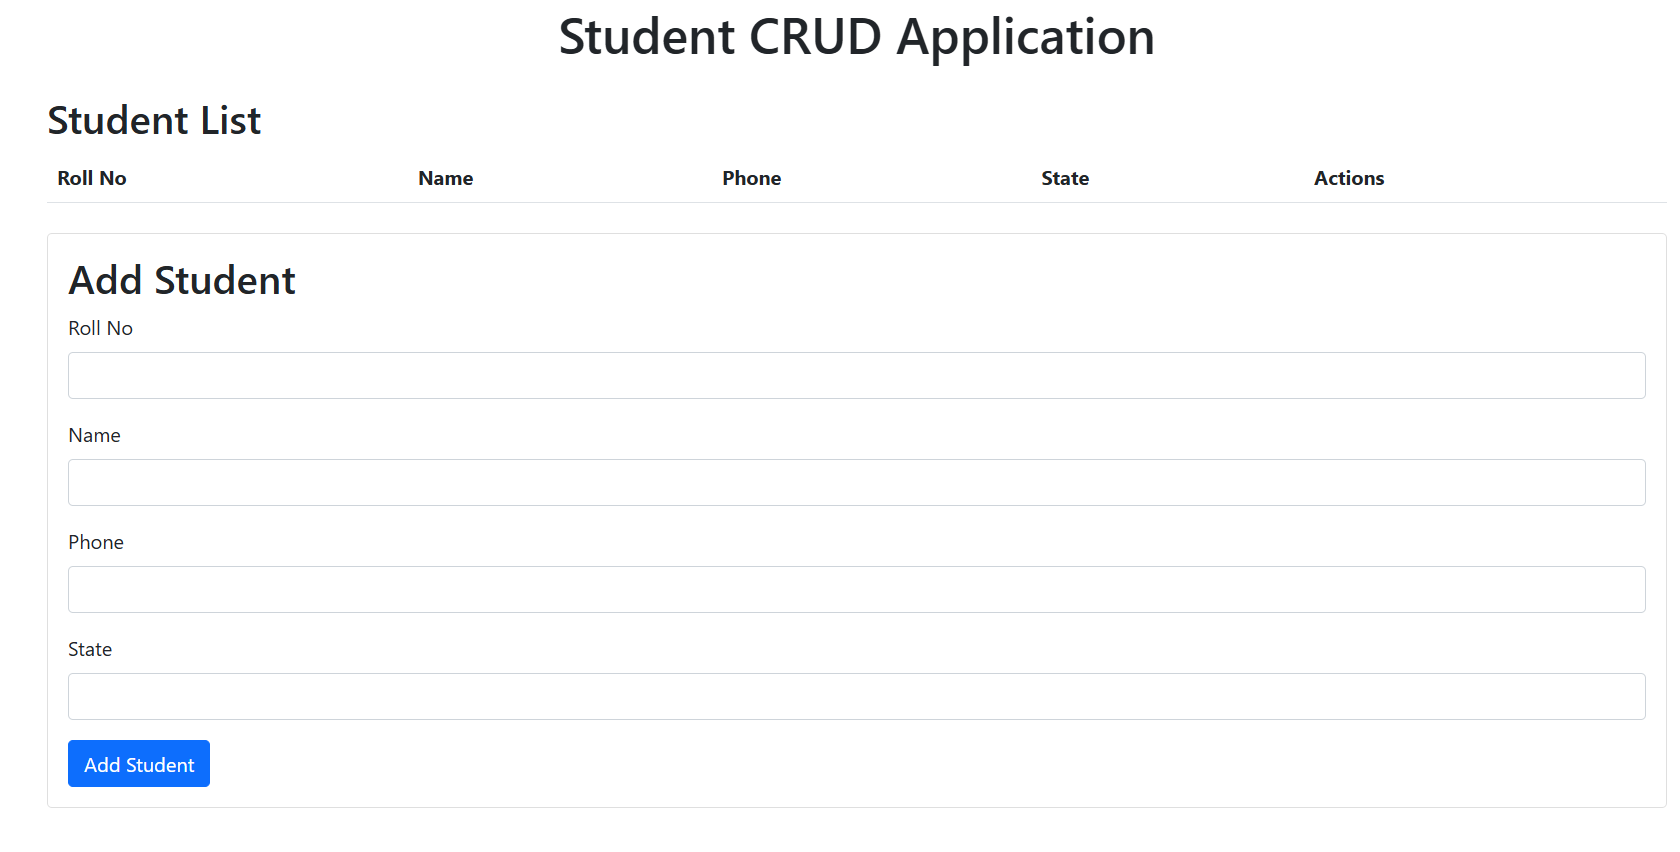 Student CRUD Application
Student List
Roll No Name Phone State Actions
Add Student
Roll No
Name
Phone
State
Add Student